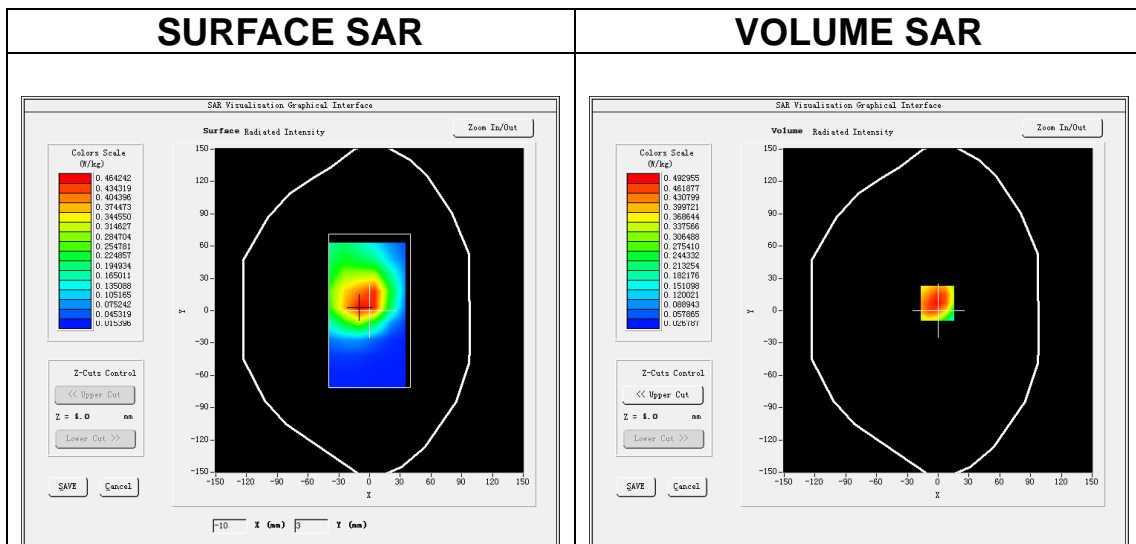 SURFACE SAR
VOLUME SAR
SAR Visualisation Graphical Interface
Surface Radiated Intensity
Zoom In/Out
Colors Scale
(W/kg)
0.464242
0.434319
0.404396
0.374473
0.344550
0.314627
0.284704
0.254781
0.224857
0.194934
0.165011
0.135088
0.105165
0.075242
0.045319
0.015396
150
120
90
60
30
0
-30
-60
-90
-120
-150
Y
-150 -120 -90 -60 -30 0 30 60 90 120 150
X
Z-Cuts Control
<< Upper Cut
Z = 4.0 mm
Lower Cut >>
SAVE Cancel
-10 X (mm) 3 Y (mm)
SAR Visualisation Graphical Interface
Volume Radiated Intensity
Zoom In/Out
Colors Scale
(W/kg)
0.492955
0.461877
0.430799
0.399721
0.368644
0.337566
0.306488
0.275410
0.244332
0.213254
0.182176
0.151098
0.120021
0.088943
0.057865
0.026787
150
120
90
60
30
0
-30
-60
-90
-120
-150
Y
-150 -120 -90 -60 -30 0 30 60 90 120 150
X
Z-Cuts Control
<< Upper Cut
Z = 4.0 mm
Lower Cut >>
SAVE Cancel